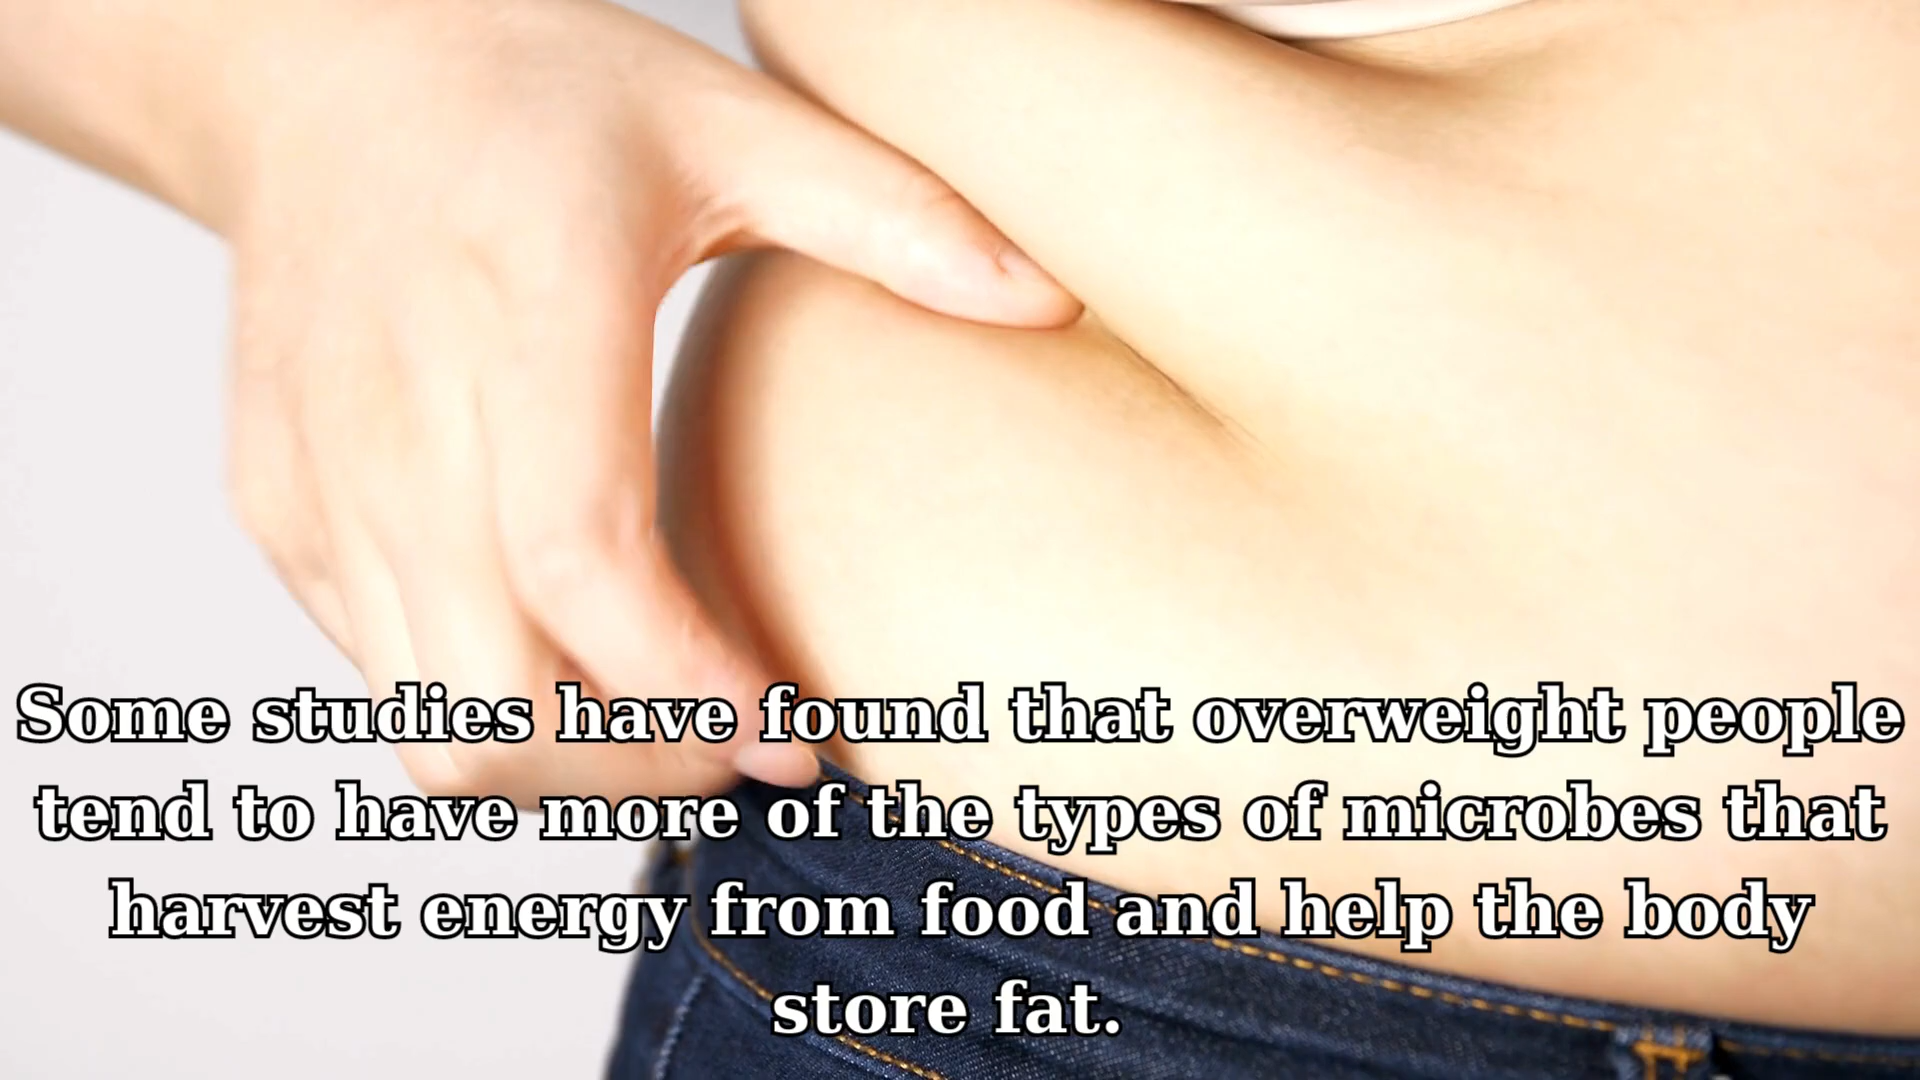 Some studies have found that overweight people
tend to have more of the types of microbes that
harvest energy from food and help the body
store fat.